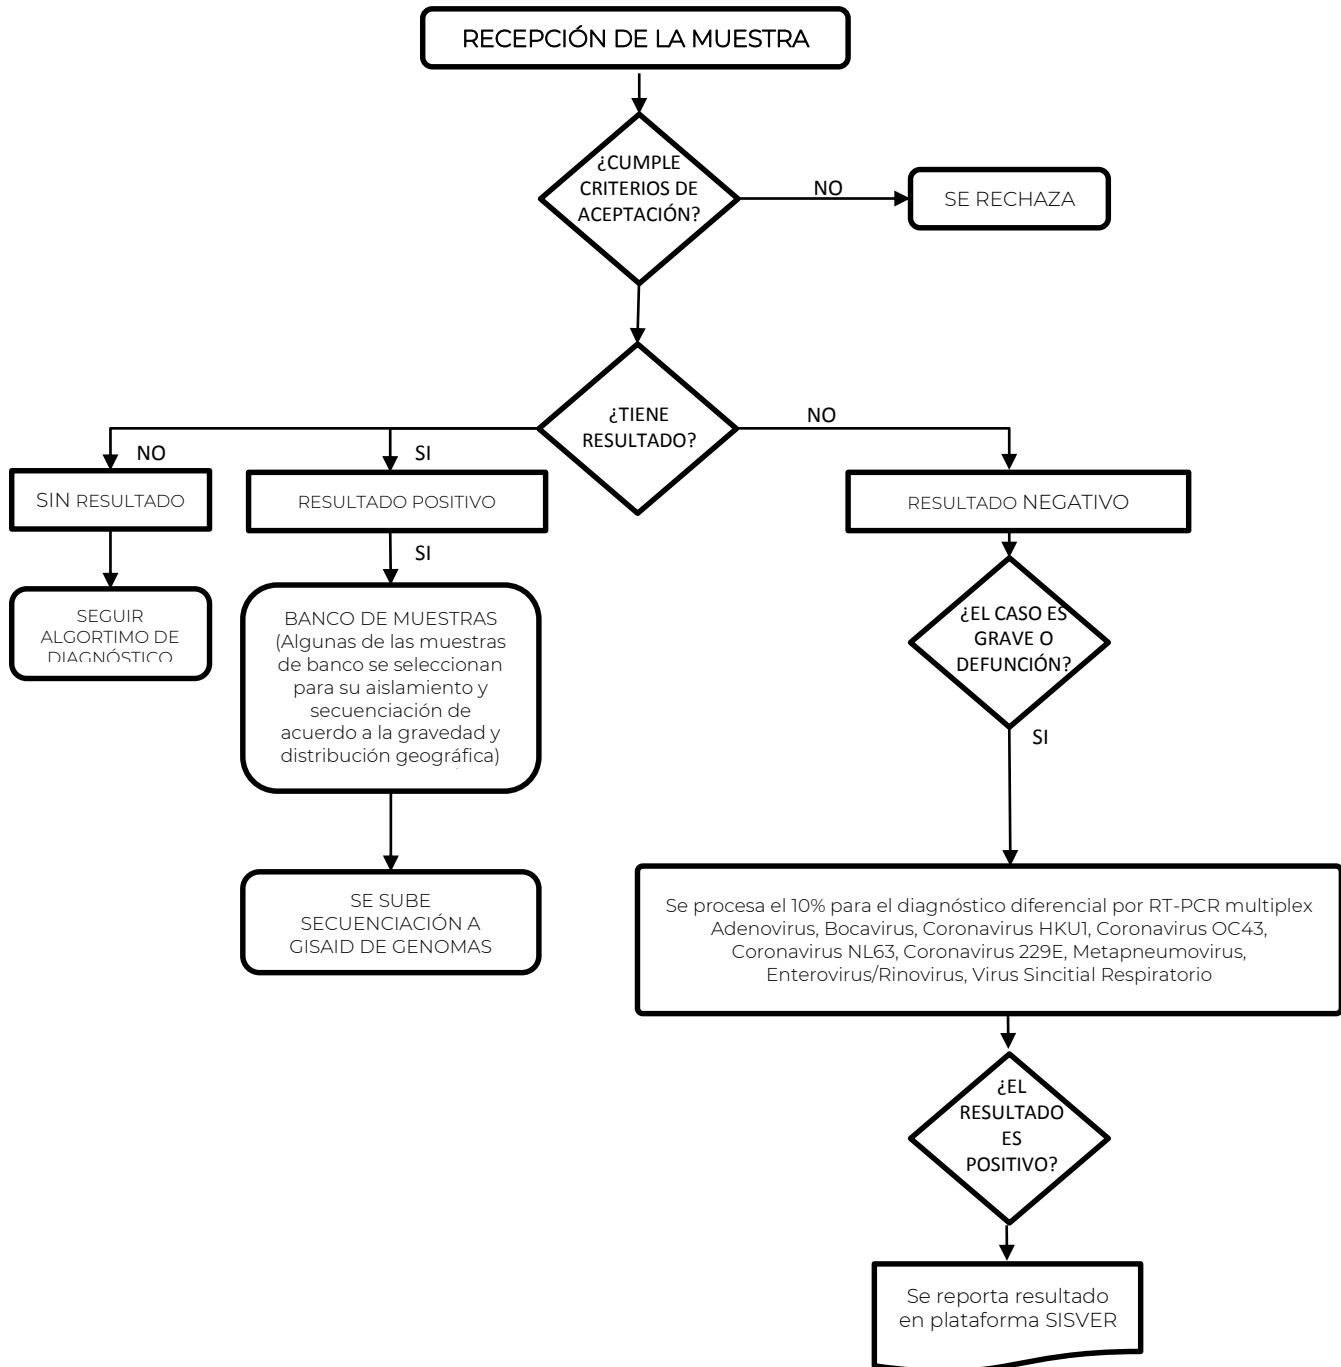 RECEPCIÓN DE LA MUESTRA
¿CUMPLE
CRITERIOS DE
ACEPTACIÓN?
NO
SE RECHAZA
¿TIENE
RESULTADO?
NO
NO
SI
SIN RESULTADO
RESULTADO POSITIVO
RESULTADO NEGATIVO
SI
SEGUIR
ALGORTIMO DE
DIAGNÓSTICO
BANCO DE MUESTRAS
(Algunas de las muestras
de banco se seleccionan
para su aislamiento y
secuenciación de
acuerdo a la gravedad y
distribución geográfica)
¿EL CASO ES
GRAVE O
DEFUNCIÓN?
SI
SE SUBE
SECUENCIACIÓN A
GISAID DE GENOMAS
Se procesa el 10% para el diagnóstico diferencial por RT-PCR multiplex
Adenovirus, Bocavirus, Coronavirus HKU1, Coronavirus OC43,
Coronavirus NL63, Coronavirus 229E, Metapneumovirus,
Enterovirus/Rinovirus, Virus Sincitial Respiratorio
¿EL
RESULTADO
ES
POSITIVO?
Se reporta resultado
en plataforma SISVER